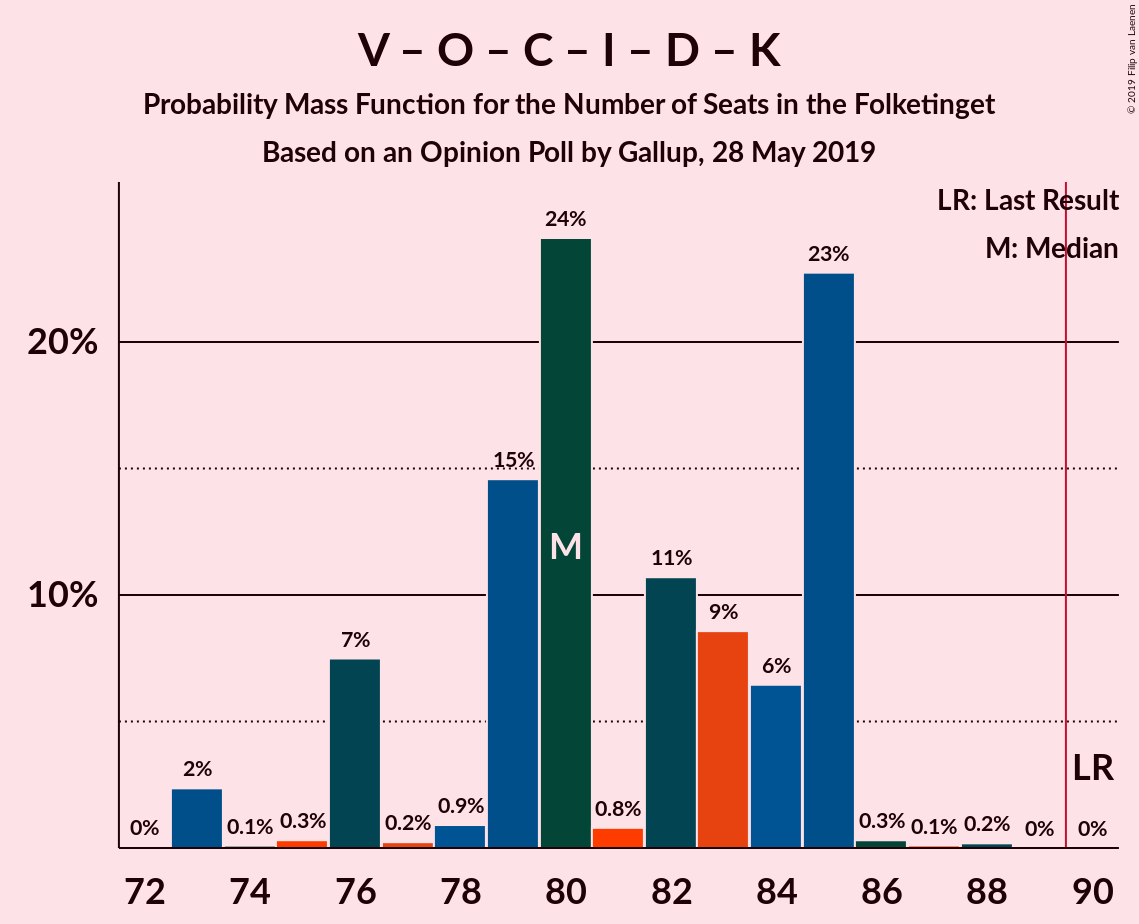 V – O – C – I – D – K
Probability Mass Function for the Number of Seats in the Folketinget
Based on an Opinion Poll by Gallup, 28 May 2019
© 2019 Filip van Laenen
LR: Last Result
M: Median
24%
23%
20%
15%
M
11%
10%
9%
7%
6%
2%
LR
0%
0.1%
0.3%
0.2%
0.9%
0.8%
0.3%
0.1%
0.2%
0%
0%
72 74 76 78 80 82 84 86 88 90